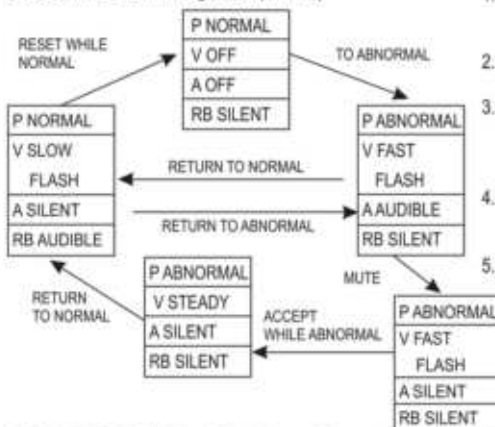 P NORMAL
V OFF
A OFF
RB SILENT
RESET WHILE
NORMAL
TO ABNORMAL
2.
3.
4.
5.
P NORMAL
V SLOW
FLASH
A SILENT
RB AUDIBLE
RETURN TO NORMAL
RETURN TO ABNORMAL
P ABNORMAL
V FAST
FLASH
A AUDIBLE
RB SILENT
MUTE
P ABNORMAL
V STEADY
A SILENT
RB SILENT
RETURN
TO NORMAL
ACCEPT
WHILE ABNORMAL
P ABNORMAL
V FAST
FLASH
A SILENT
RB SILENT